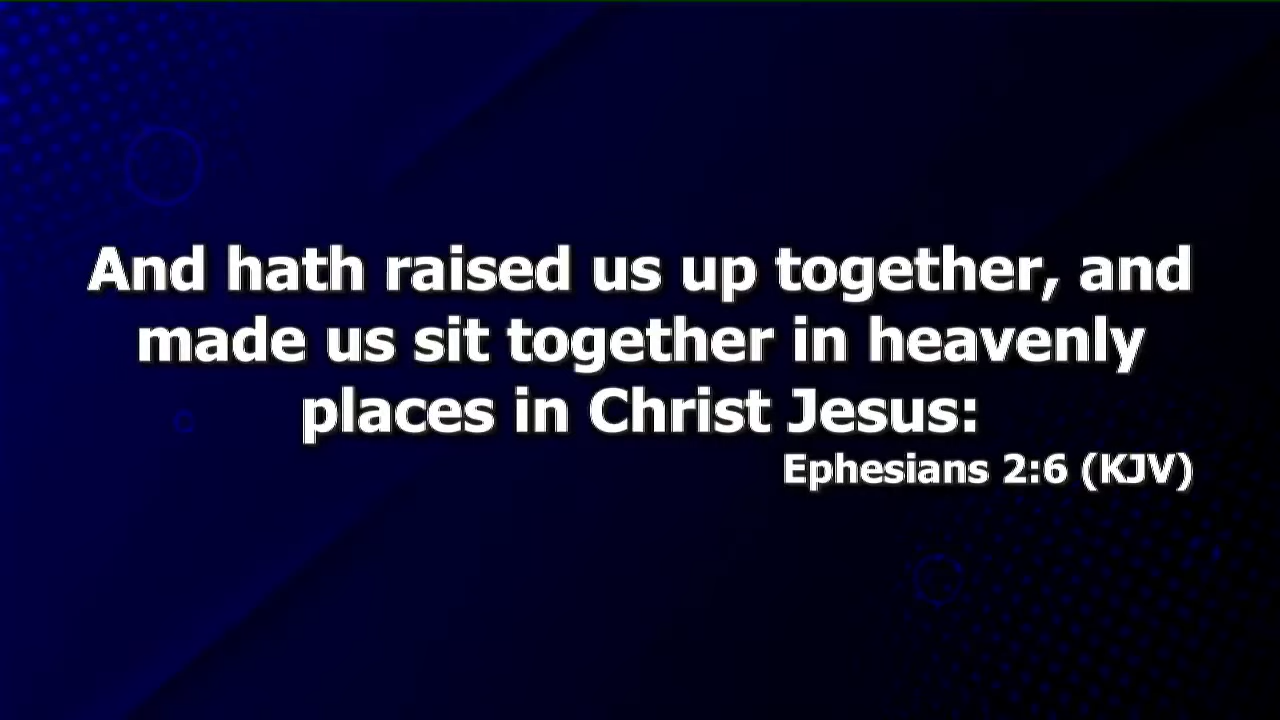 And hath raised us up together, and
made us sit together in heavenly
places in Christ Jesus:
Ephesians 2:6 (KJV)